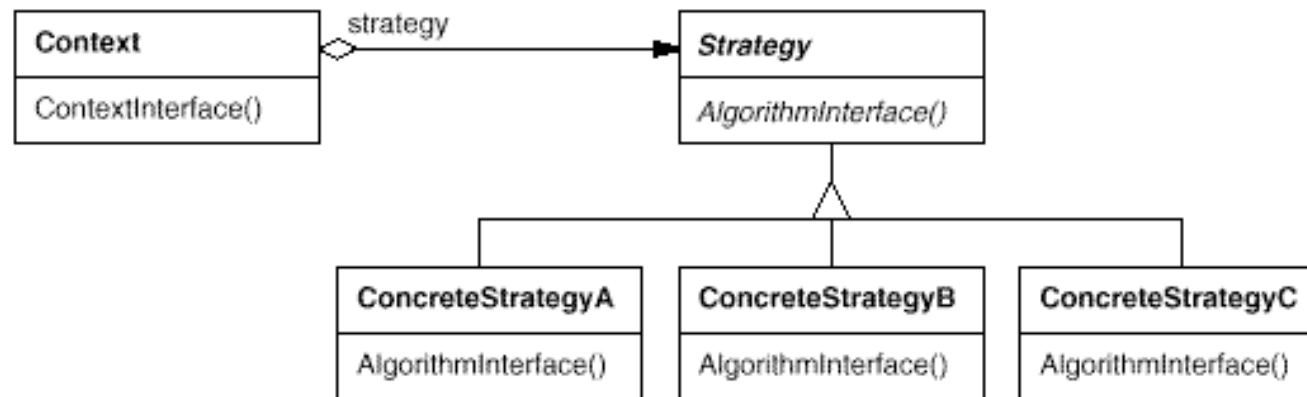 strategy
Context
Strategy
ContextInterface()
AlgorithmInterface()
ConcreteStrategyA
ConcreteStrategyB
ConcreteStrategyC
AlgorithmInterface()
AlgorithmInterface()
AlgorithmInterface()